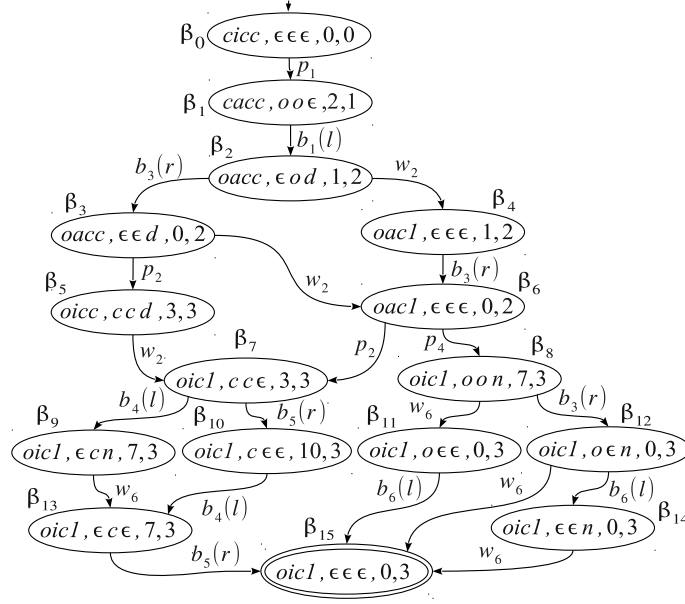 β0 cicc, ϵϵϵ, 0,0
p1
β1 cacc, ooϵ,2,1
b1(l)
β2 oacc, ϵod, 1,2
b3(r) w2
β3 oacc, ϵϵd, 0,2
β4 oac1, ϵϵϵ, 1,2
p2 w2 b3(r)
β5 oicc, ccd, 3,3
β6 oac1, ϵϵϵ, 0,2
w2 p2 p4
β7 oic1, ccϵ, 3,3
β8 oic1, oon, 7,3
b4(l) b5(r) w6 b3(r)
β9 oic1, ϵcn, 7,3
β10 oic1, cϵϵ, 10,3
β11 oic1, oϵϵ, 0,3
β12 oic1, oϵn, 0,3
w6 b4(l) b6(l) w6 b6(l)
β13 oic1, ϵcϵ, 7,3
β14 oic1, ϵϵn, 0,3
b5(r) w6
β15 oic1, ϵϵϵ, 0,3